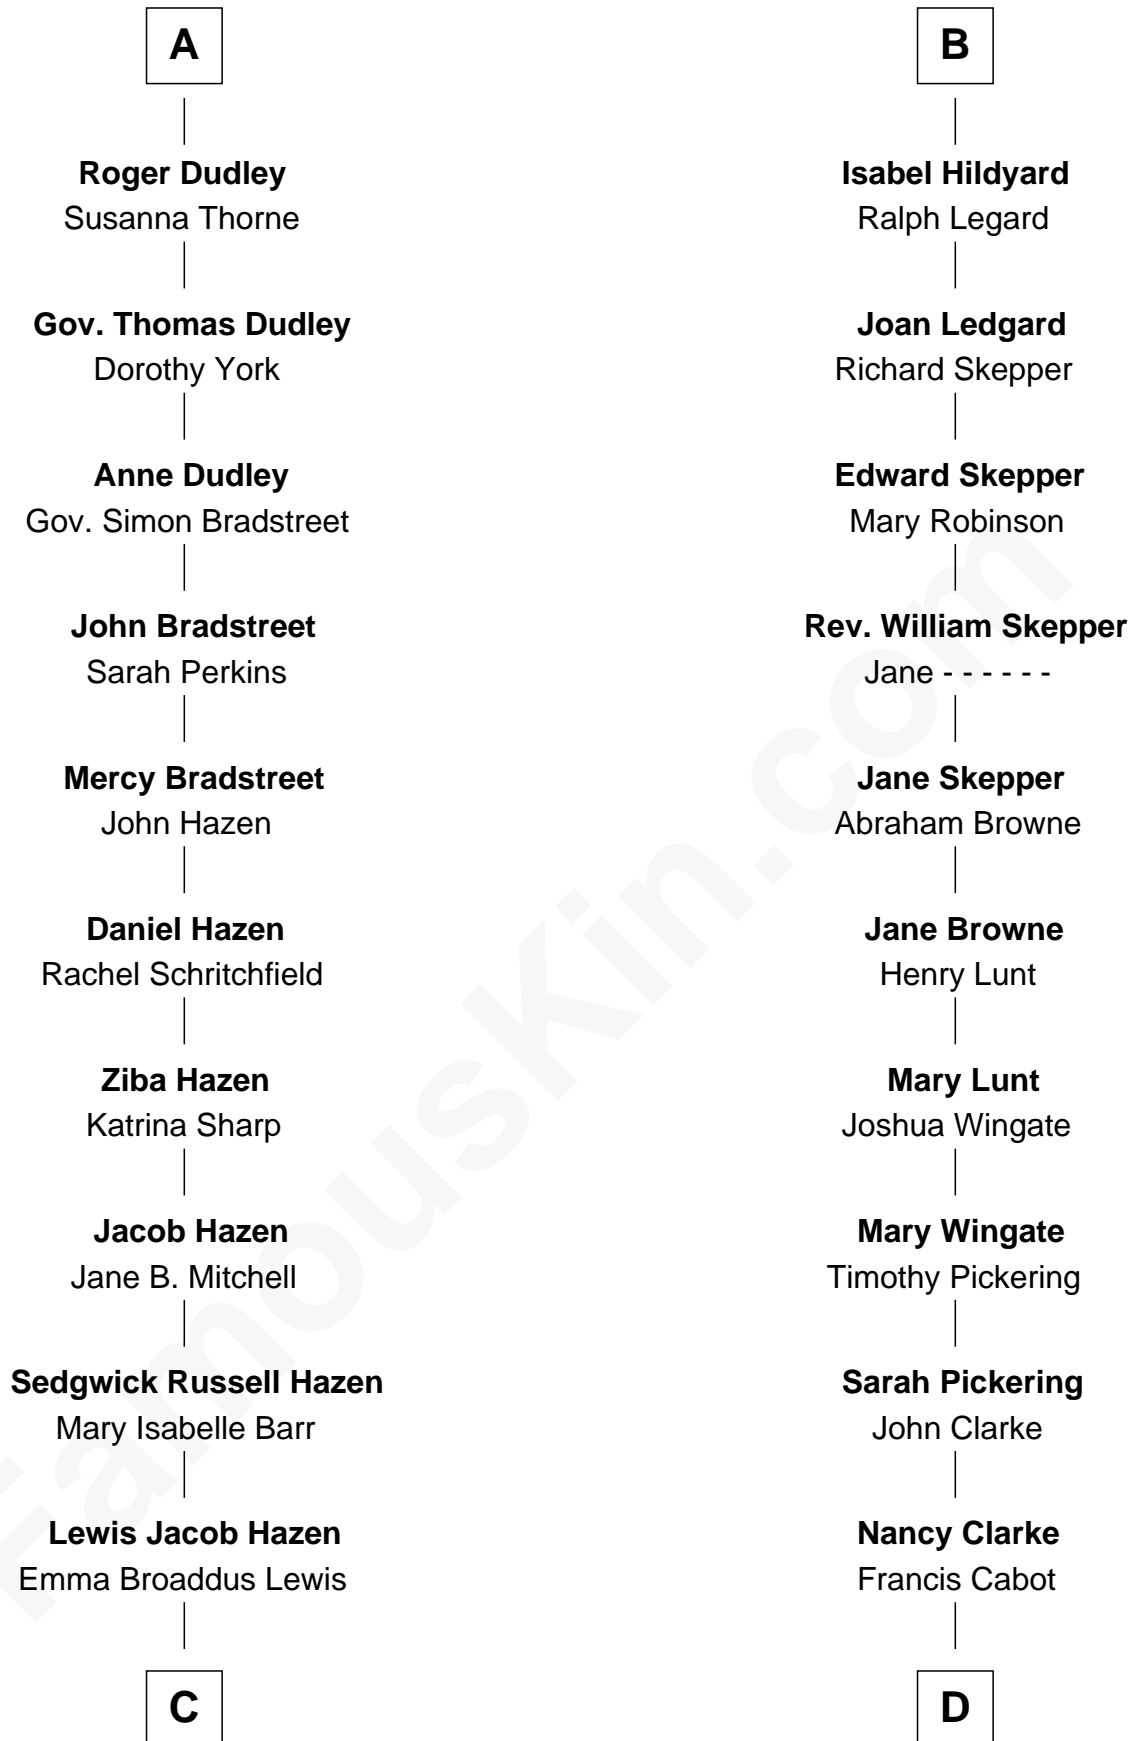 A
Roger Dudley
Susanna Thorne
Gov. Thomas Dudley
Dorothy York
Anne Dudley
Gov. Simon Bradstreet
John Bradstreet
Sarah Perkins
Mercy Bradstreet
John Hazen
Daniel Hazen
Rachel Schritchfield
Ziba Hazen
Katrina Sharp
Jacob Hazen
Jane B. Mitchell
Sedgwick Russell Hazen
Mary Isabelle Barr
Lewis Jacob Hazen
Emma Broaddus Lewis
C
B
Isabel Hildyard
Ralph Legard
Joan Ledgard
Richard Skepper
Edward Skepper
Mary Robinson
Rev. William Skepper
Jane - - - - - -
Jane Skepper
Abraham Browne
Jane Browne
Henry Lunt
Mary Lunt
Joshua Wingate
Mary Wingate
Timothy Pickering
Sarah Pickering
John Clarke
Nancy Clarke
Francis Cabot
D
FamousKin.com